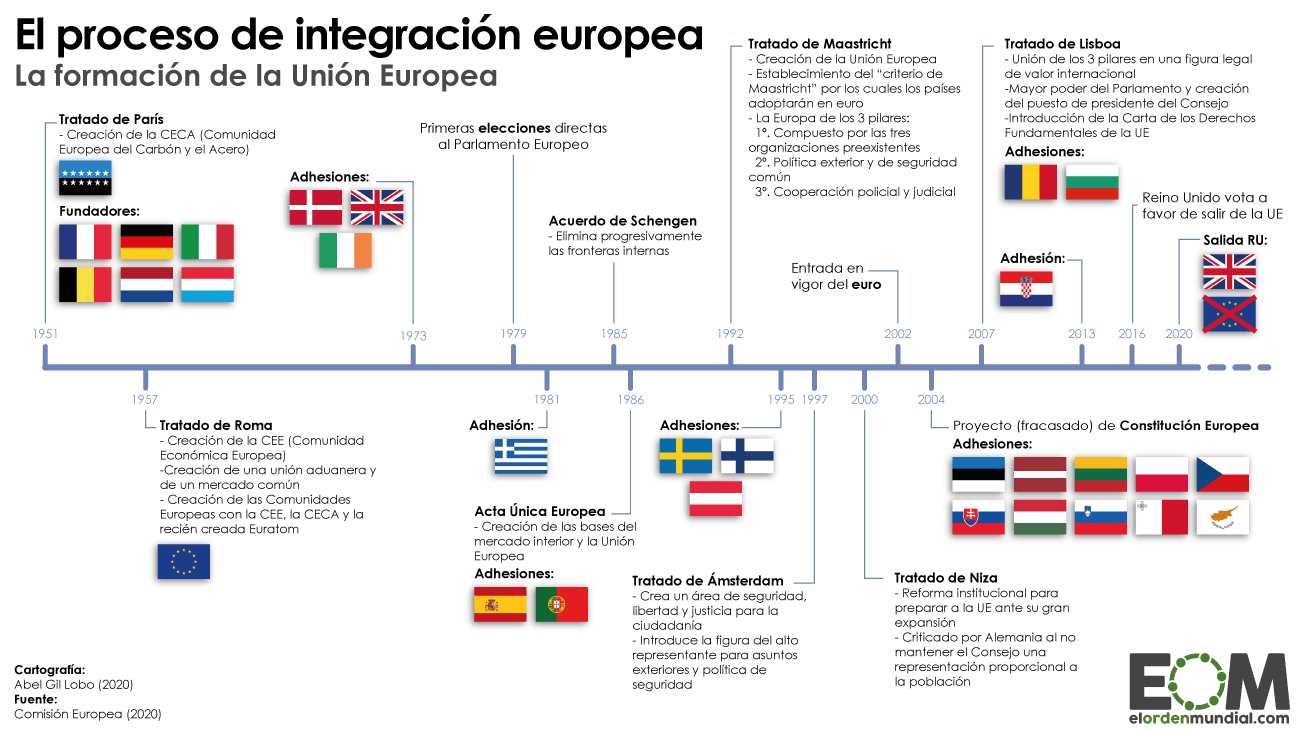 El proceso de integración europea
La formación de la Unión Europea
Tratado de París
- Creación de la CECA (Comunidad
Europea del Carbón y el Acero)
Fundadores:
1951
Adhesiones:
1973
Primeras elecciones directas
al Parlamento Europeo
1979
Acuerdo de Schengen
- Elimina progresivamente
las fronteras internas
1985
Tratado de Maastricht
- Creación de la Unión Europea
- Establecimiento del “criterio de
Maastricht” por los cuales los países
adoptarán en euro
- La Europa de los 3 pilares:
1º. Compuesto por las tres
organizaciones preexistentes
2º. Política exterior y de seguridad
común
3º. Cooperación policial y judicial
1992
Entrada en
vigor del euro
2002
Tratado de Lisboa
- Unión de los 3 pilares en una figura legal
de valor internacional
-Mayor poder del Parlamento y creación
del puesto de presidente del Consejo
-Introducción de la Carta de los Derechos
Fundamentales de la UE
Adhesiones:
2007
Adhesión:
2013
Reino Unido vota a
favor de salir de la UE
2016
Salida RU:
2020
1957
Tratado de Roma
- Creación de la CEE (Comunidad
Económica Europea)
-Creación de una unión aduanera y
de un mercado común
- Creación de las Comunidades
Europeas con la CEE, la CECA y la
recién creada Euratom
1981
Adhesión:
1986
Acta Única Europea
- Creación de las bases del
mercado interior y la Unión
Europea
Adhesiones:
1995
Adhesiones:
1997
Tratado de Ámsterdam
- Crea un área de seguridad,
libertad y justicia para la
ciudadanía
- Introduce la figura del alto
representante para asuntos
exteriores y política de
seguridad
2000
Tratado de Niza
- Reforma institucional para
preparar a la UE ante su gran
expansión
- Criticado por Alemania al no
mantener el Consejo una
representación proporcional a
la población
2004
Proyecto (fracasado) de Constitución Europea
Adhesiones:
Cartografía:
Abel Gil Lobo (2020)
Fuente:
Comisión Europea (2020)
EOM
elordenmundial.com